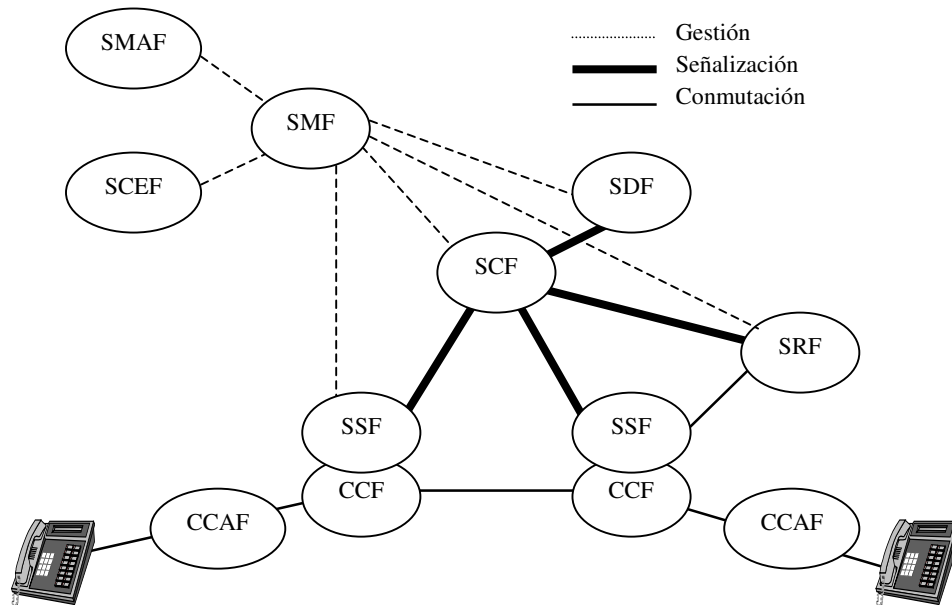 Gestión
SMAF
Señalización
Conmutación
SMF
SCEF
SDF
SCF
SRF
SSF
SSF
CCF
CCF
CCAF
CCAF